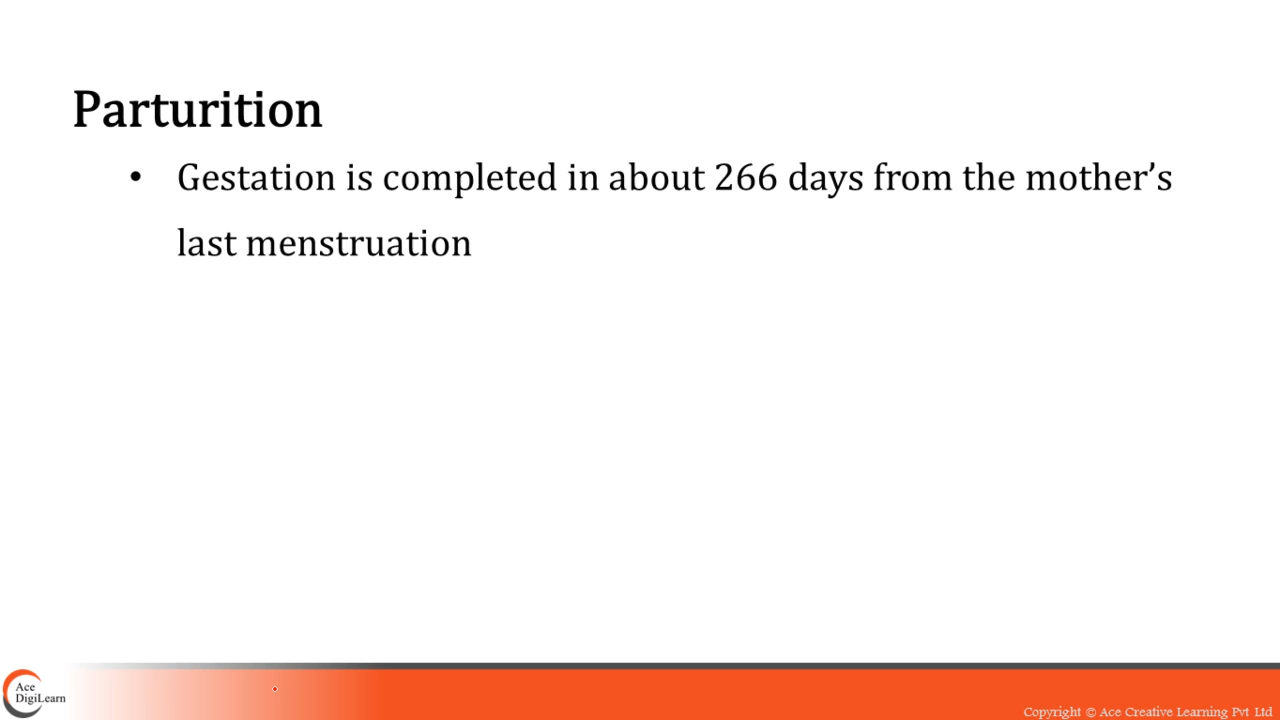 Parturition
• Gestation is completed in about 266 days from the mother’s
last menstruation
Ace
DigiLearn
Copyright © Ace Creative Learning Pvt Ltd